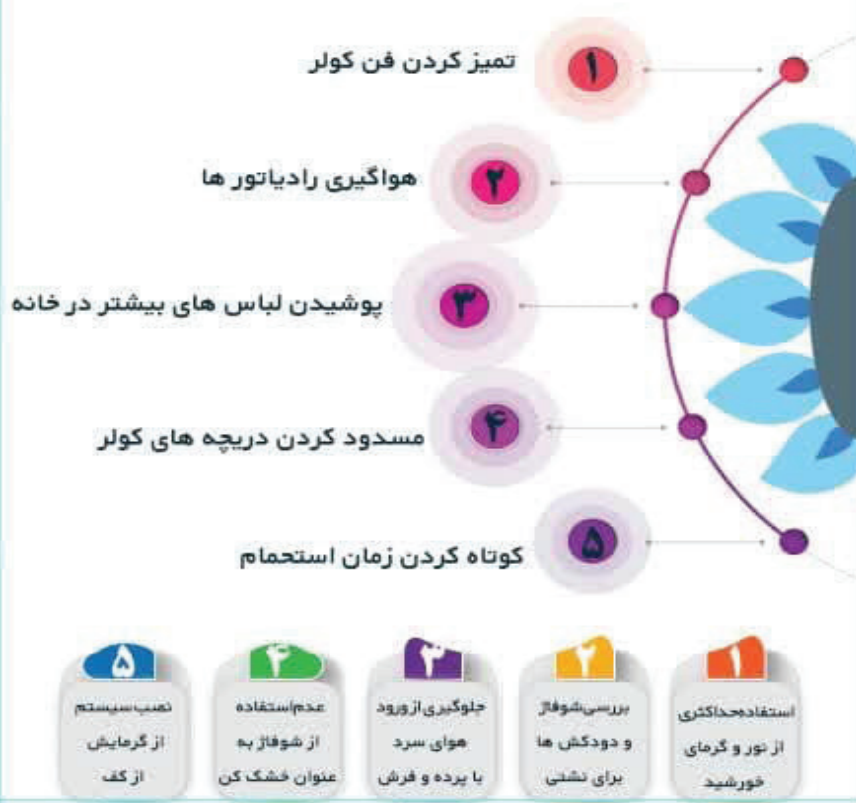 ۱
تمیز کردن فن کولر
۲
هواگیری رادیاتور ها
۳
پوشیدن لباس های بیشتر در خانه
۴
مسدود کردن دریچه های کولر
۵
کوتاه کردن زمان استحمام
۱
استفاده‌حداکثری
از نور و گرمای
خورشید
۲
بررسی‌شوفاژ
و دودکش ها
برای نشتی
۳
جلوگیری‌از‌ورود
هوای سرد
با پرده و فرش
۴
عدم‌استفاده
از شوفاژ به
عنوان خشک کن
۵
نصب‌سیستم
از گرمایش
از کف